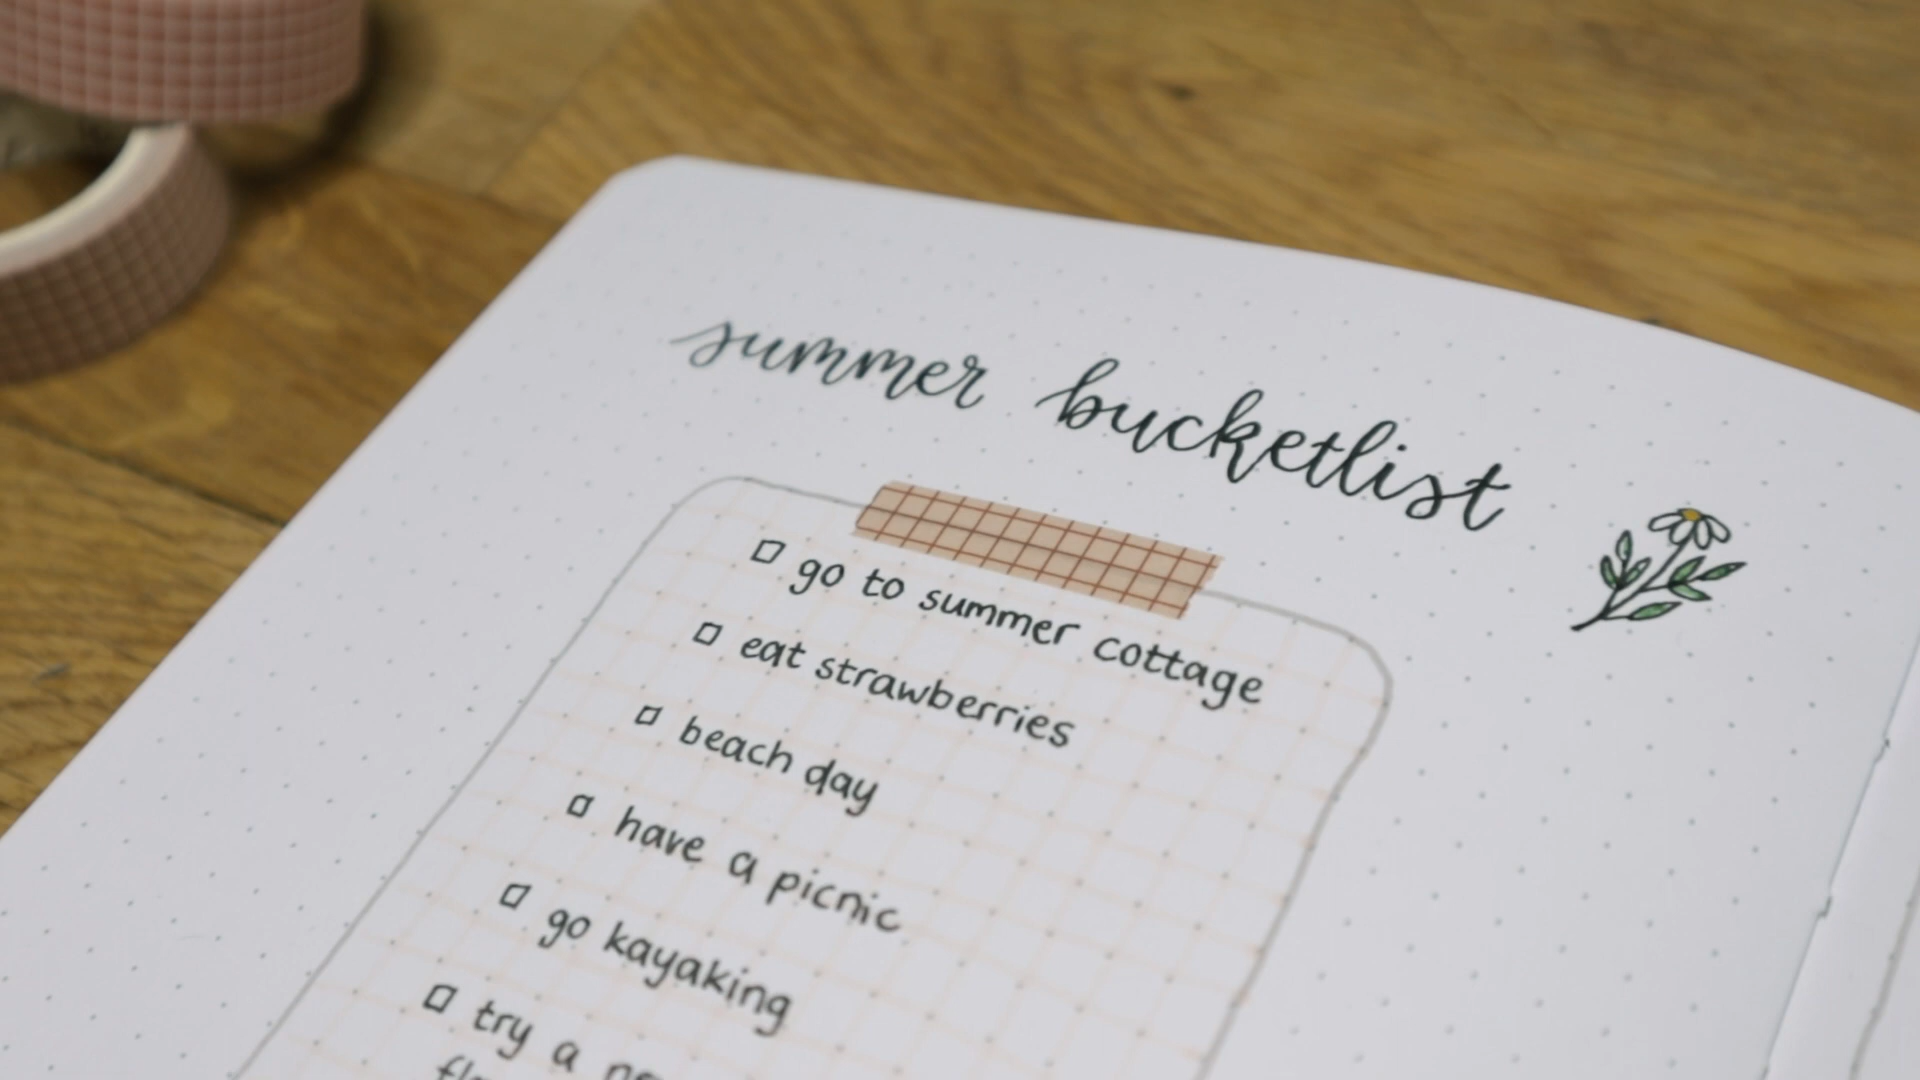 summer bucketlist
go to summer cottage
eat strawberries
beach day
have a picnic
go kayaking
try a